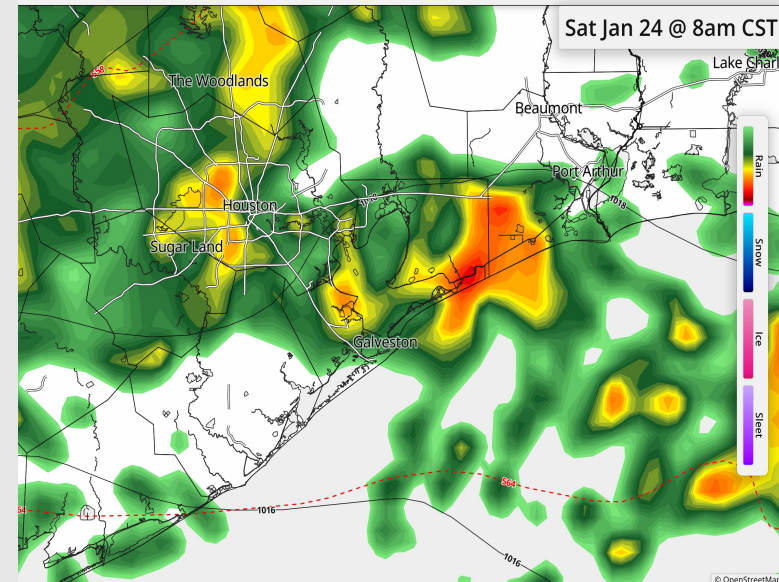 Sat Jan 24 @ 8am CST
Lake Charl
558
The Woodlands
Beaumont
Rain
Port Arthur
1018
Houston
Sugar Land
Snow
Ice
Galveston
Sleet
564
64
1016
1016
© OpenStreetMap